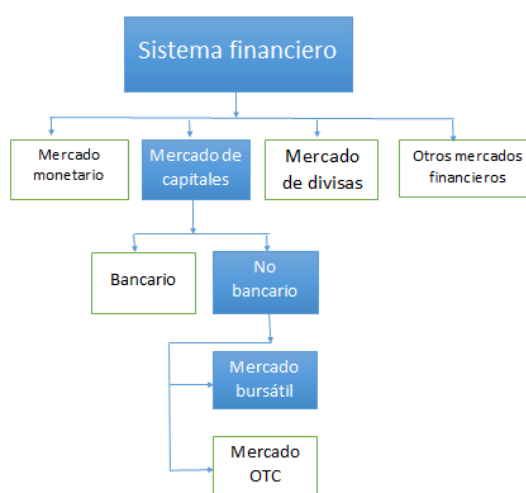 Sistema financiero
Mercado
monetario
Mercado de
capitales
Mercado
de divisas
Otros mercados
financieros
Bancario
No
bancario
Mercado
bursátil
Mercado
OTC